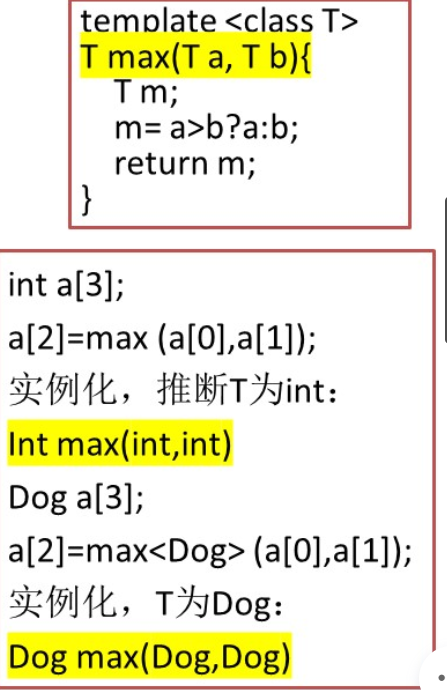 template <class T>
T max(T a, T b){
T m;
m= a>b?a:b;
return m;
}
int a[3];
a[2]=max (a[0],a[1]);
实例化，推断T为int：
Int max(int,int)
Dog a[3];
a[2]=max<Dog> (a[0],a[1]);
实例化，T为Dog：
Dog max(Dog,Dog)